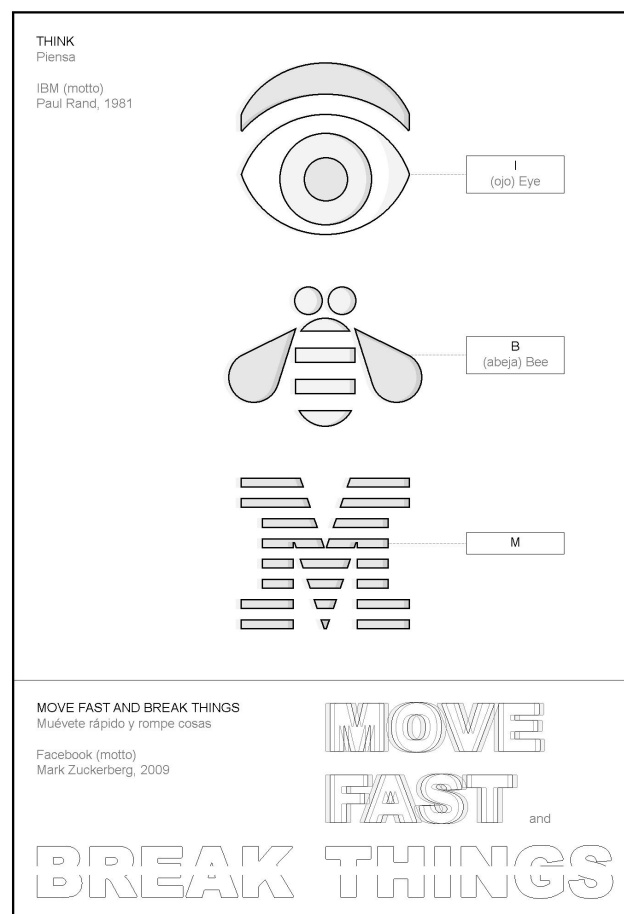 THINK
Piensa
IBM (motto)
Paul Rand, 1981
I
(ojo) Eye
B
(abeja) Bee
M
M
MOVE FAST AND BREAK THINGS
Muévete rápido y rompe cosas
Facebook (motto)
Mark Zuckerberg, 2009
MOVE
FAST and
BREAK THINGS